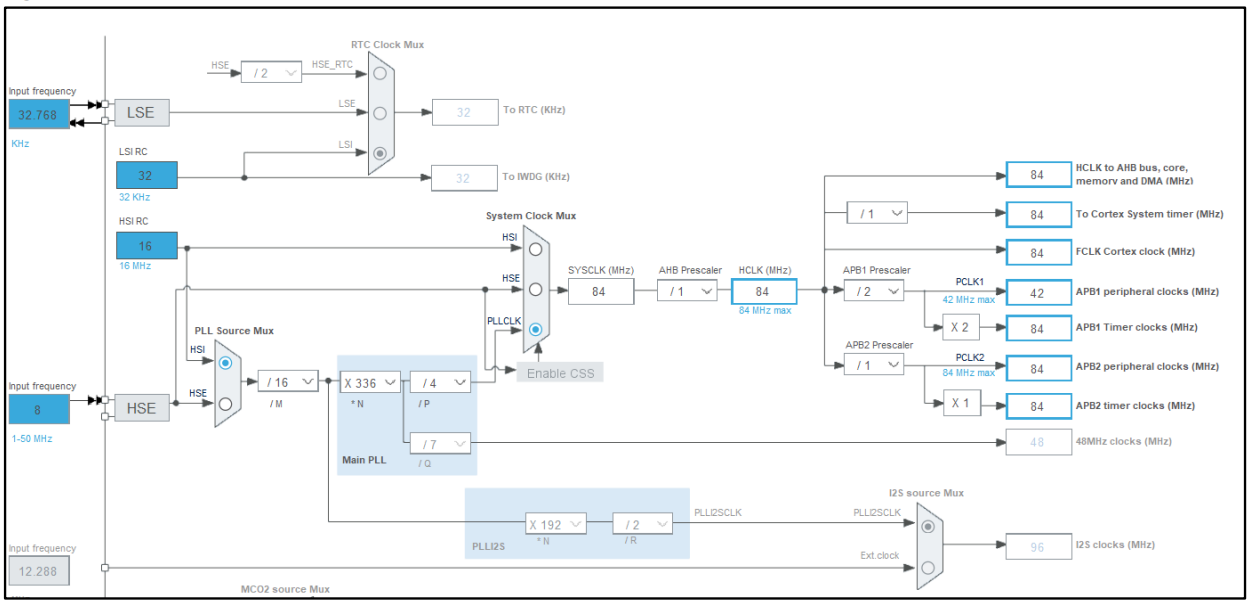 RTC Clock Mux
HSE
/ 2
HSE_RTC
Input frequency
32.768
KHz
LSE
LSE
32
To RTC (KHz)
LSI RC
LSI
32
32 KHz
32
To IWDG (KHz)
HSI RC
16
16 MHz
System Clock Mux
HSI
HSE
PLLCLK
SYSCLK (MHz)
84
AHB Prescaler
/ 1
HCLK (MHz)
84
84 MHz max
84
HCLK to AHB bus, core,
memory and DMA (MHz)
/ 1
84
To Cortex System timer (MHz)
84
FCLK Cortex clock (MHz)
APB1 Prescaler
/ 2
PCLK1
42 MHz max
42
APB1 peripheral clocks (MHz)
X 2
84
APB1 Timer clocks (MHz)
APB2 Prescaler
/ 1
PCLK2
84 MHz max
84
APB2 peripheral clocks (MHz)
X 1
84
APB2 timer clocks (MHz)
Enable CSS
PLL Source Mux
HSI
HSE
Input frequency
8
1-50 MHz
HSE
/ 16
/ M
X 336
* N
/ 4
/ P
/ 7
/ Q
Main PLL
48
48MHz clocks (MHz)
PLLI2S
X 192
* N
/ 2
/ R
PLLI2SCLK
I2S source Mux
PLLI2SCLK
Ext.clock
96
I2S clocks (MHz)
Input frequency
12.288
MCO2 source Mux